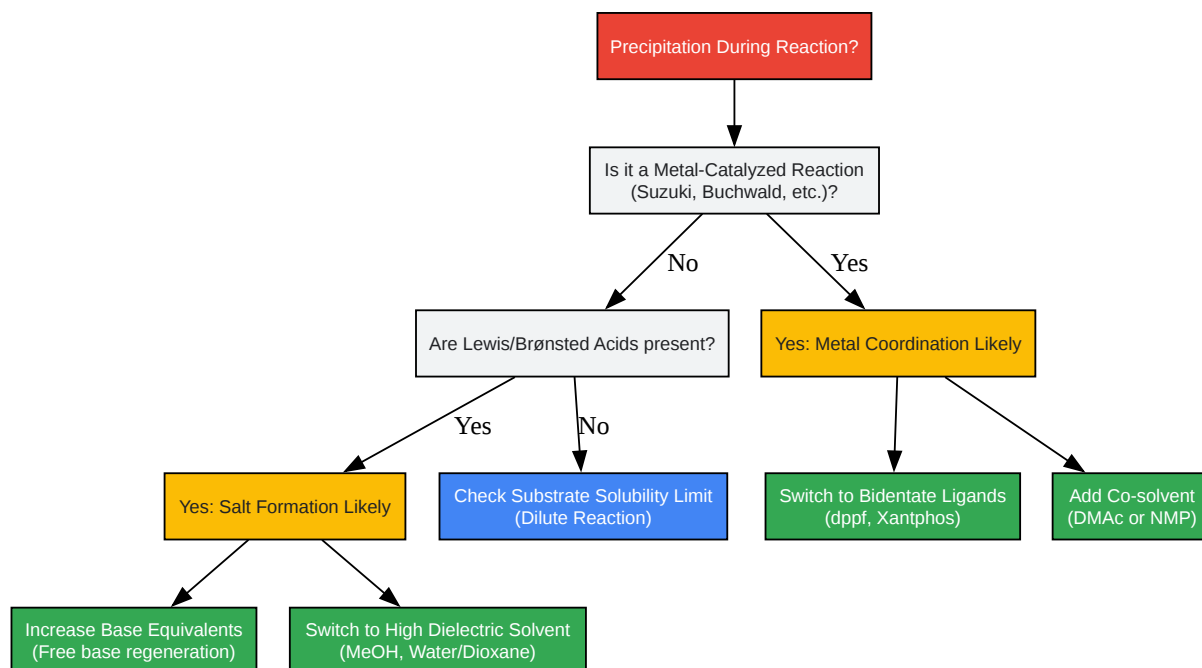 Precipitation During Reaction?
Is it a Metal-Catalyzed Reaction
(Suzuki, Buchwald, etc.)?
No
Yes
Are Lewis/Brønsted Acids present?
Yes: Metal Coordination Likely
Yes
No
Yes: Salt Formation Likely
Check Substrate Solubility Limit
(Dilute Reaction)
Switch to Bidentate Ligands
(dppf, Xantphos)
Add Co-solvent
(DMAc or NMP)
Increase Base Equivalents
(Free base regeneration)
Switch to High Dielectric Solvent
(MeOH, Water/Dioxane)